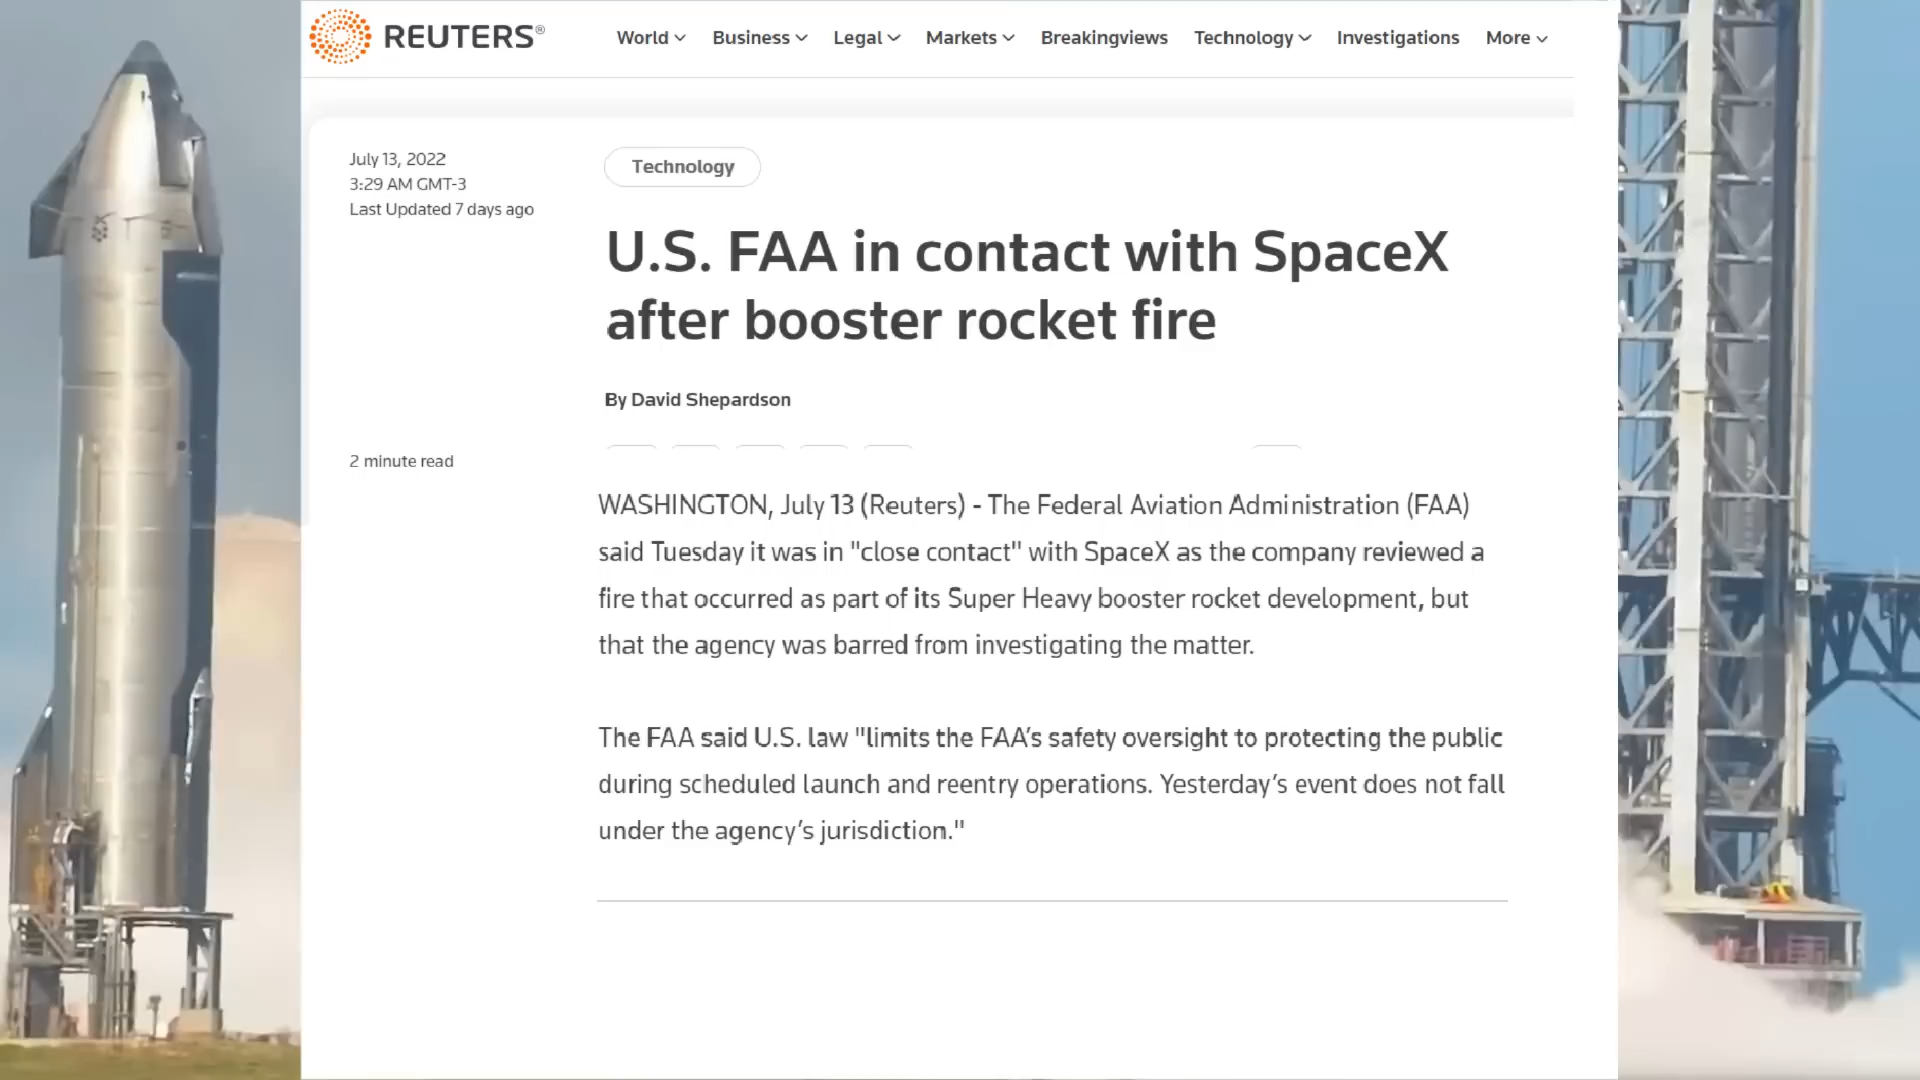 REUTERS®
World Business Legal Markets Breakingviews Technology Investigations More
July 13, 2022
3:29 AM GMT-3
Last Updated 7 days ago
Technology
U.S. FAA in contact with SpaceX
after booster rocket fire
By David Shepardson
2 minute read
WASHINGTON, July 13 (Reuters) - The Federal Aviation Administration (FAA)
said Tuesday it was in "close contact" with SpaceX as the company reviewed a
fire that occurred as part of its Super Heavy booster rocket development, but
that the agency was barred from investigating the matter.
The FAA said U.S. law "limits the FAA’s safety oversight to protecting the public
during scheduled launch and reentry operations. Yesterday’s event does not fall
under the agency’s jurisdiction."